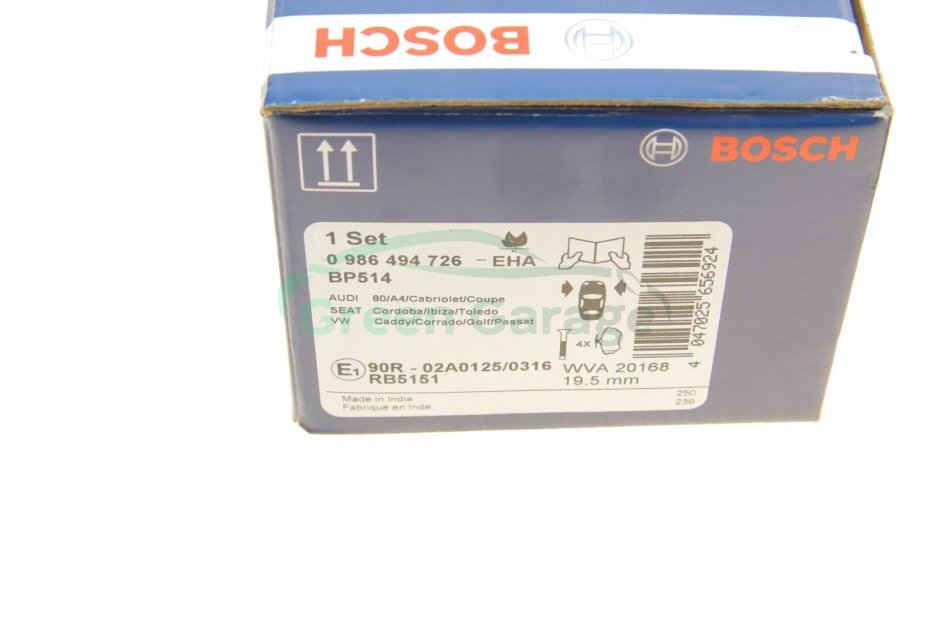 BOSCH
BOSCH
1 Set
0 986 494 726 - EHA
BP514
AUDI 80/A4/Cabriolet/Coupe
SEAT Cordoba/Ibiza/Toledo
VW Caddy/Corrado/Golf/Passat
Green Garage
4X
4 047025 656924
E1 90R - 02A0125/0316
RB5151
WVA 20168
19.5 mm
Made in India
Fabriqué en Inde
250
239